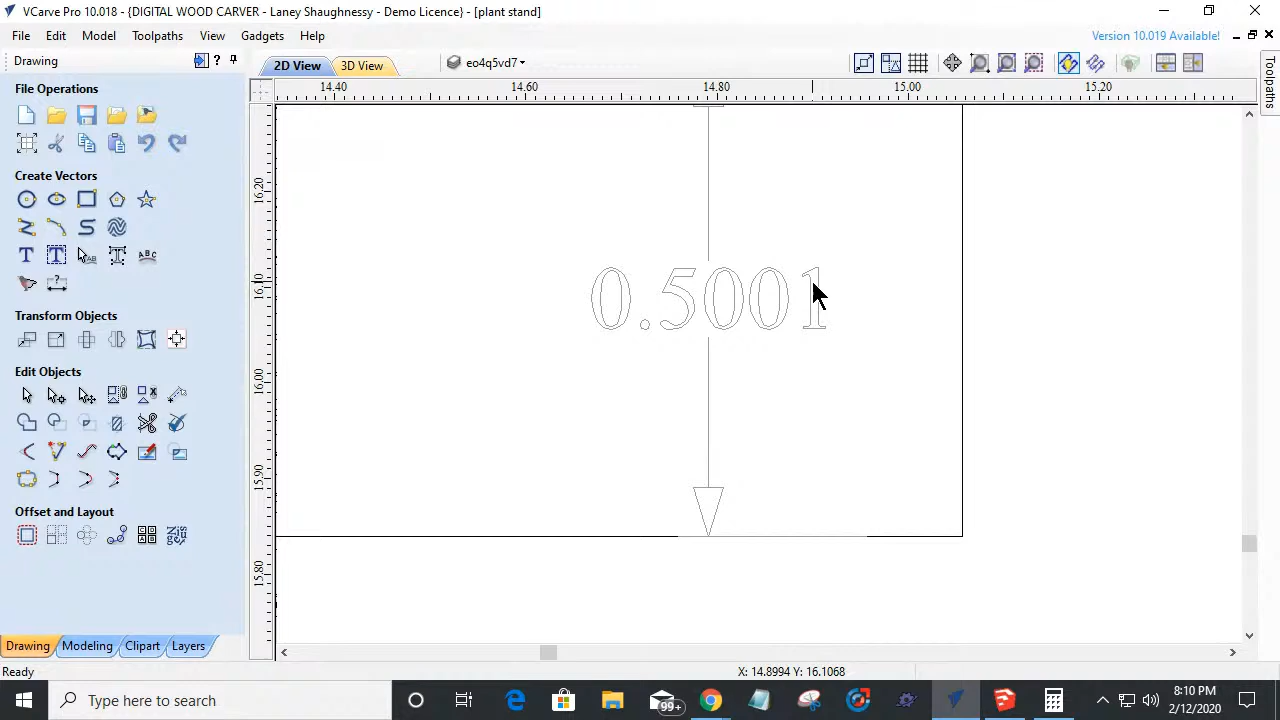 VCarve Pro 10.018 - {DIGITAL WOOD CARVER - Laney Shaughnessy - Demo Licence} - [plant stand]
File Edit Model Toolpaths View Gadgets Help
Version 10.019 Available!
Drawing
2D View
3D View
eo4q5vd7
Toolpaths
File Operations
14.40 14.60 14.80 15.00 15.20
Create Vectors
16.20
16.10
0.5001
Transform Objects
16.00
Edit Objects
15.90
Offset and Layout
15.80
Drawing Modeling Clipart Layers
Ready
X: 14.8994 Y: 16.1068
Type here to search
99+
8:10 PM
2/12/2020